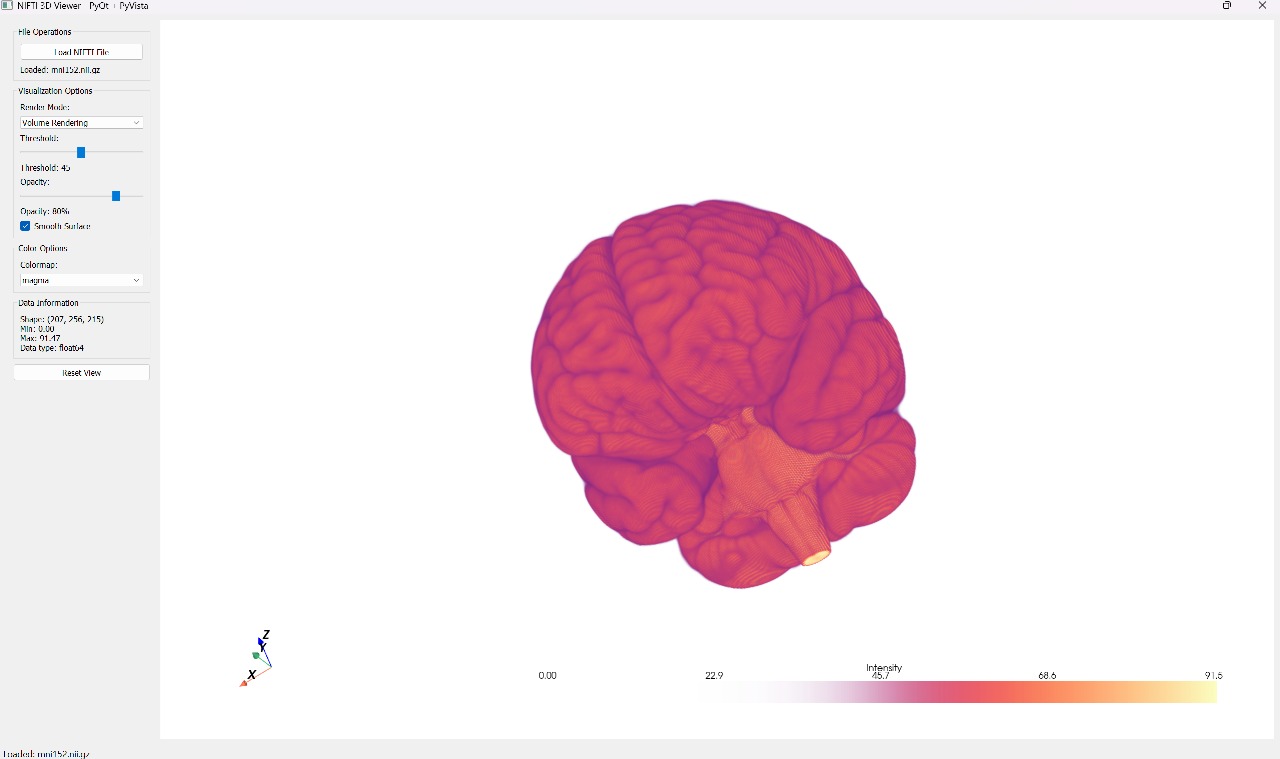 NIFTI 3D Viewer - PyQt + PyVista
File Operations
Load NIFTI File
Loaded: mni152.nii.gz
Visualization Options
Render Mode:
Volume Rendering
Threshold:
Threshold: 45
Opacity:
Opacity: 80%
Smooth Surface
Color Options
Colormap:
magma
Data Information
Shape: (207, 256, 215)
Min: 0.00
Max: 91.47
Data type: float64
Reset View
Z
Y
X
Intensity
0.00 22.9 45.7 68.6 91.5
Loaded: mni152.nii.gz